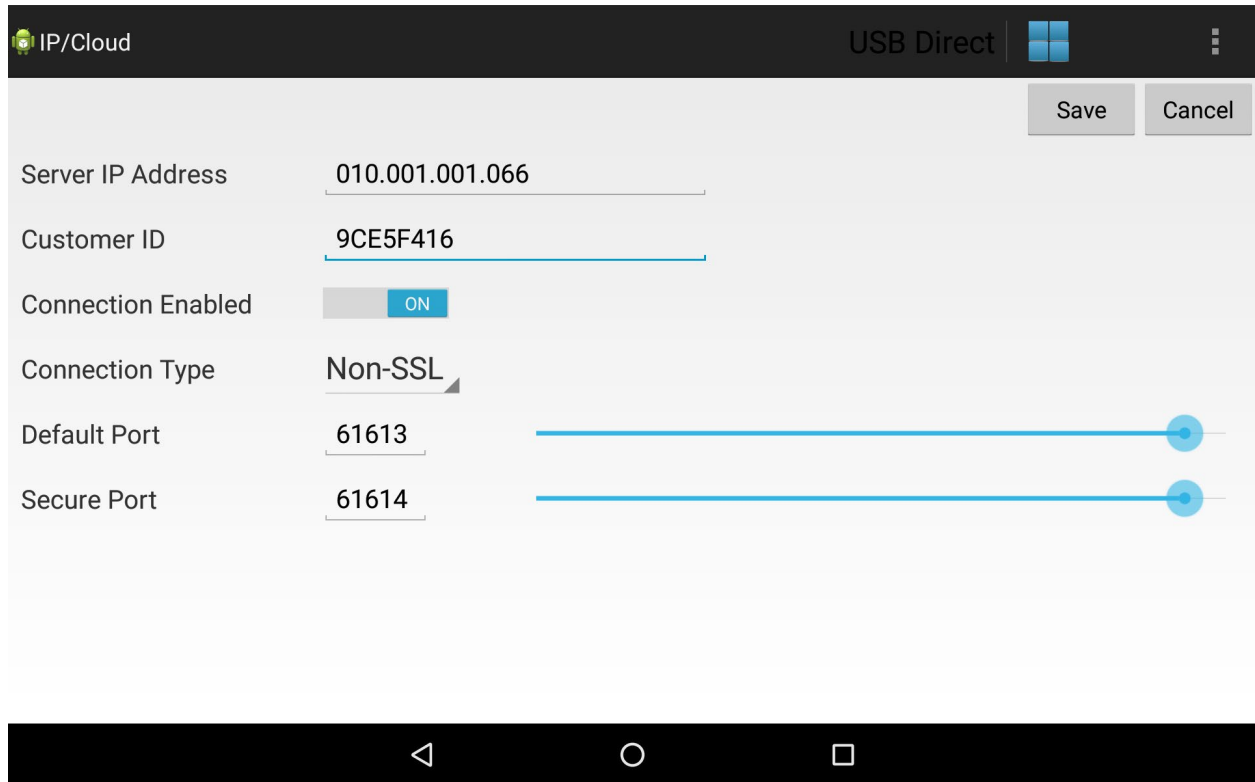 IP/Cloud USB Direct
Save Cancel
Server IP Address 010.001.001.066
Customer ID 9CE5F416
Connection Enabled ON
Connection Type Non-SSL
Default Port 61613
Secure Port 61614